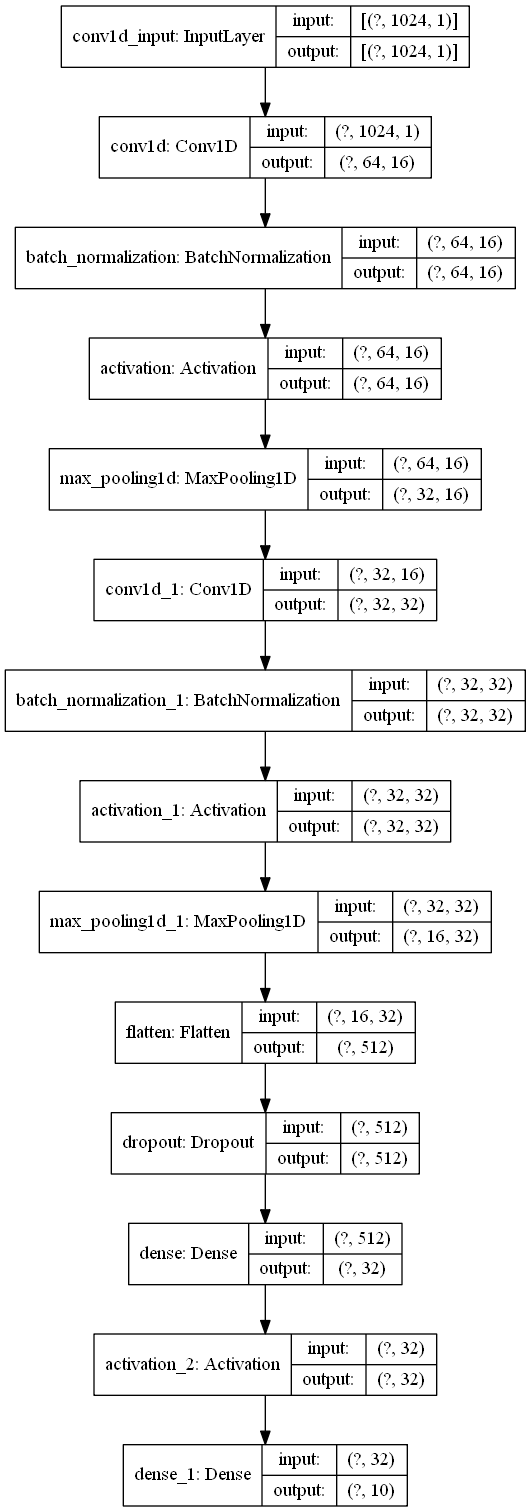 conv1d_input: InputLayer
input: [(?, 1024, 1)]
output: [(?, 1024, 1)]
conv1d: Conv1D
input: (?, 1024, 1)
output: (?, 64, 16)
batch_normalization: BatchNormalization
input: (?, 64, 16)
output: (?, 64, 16)
activation: Activation
input: (?, 64, 16)
output: (?, 64, 16)
max_pooling1d: MaxPooling1D
input: (?, 64, 16)
output: (?, 32, 16)
conv1d_1: Conv1D
input: (?, 32, 16)
output: (?, 32, 32)
batch_normalization_1: BatchNormalization
input: (?, 32, 32)
output: (?, 32, 32)
activation_1: Activation
input: (?, 32, 32)
output: (?, 32, 32)
max_pooling1d_1: MaxPooling1D
input: (?, 32, 32)
output: (?, 16, 32)
flatten: Flatten
input: (?, 16, 32)
output: (?, 512)
dropout: Dropout
input: (?, 512)
output: (?, 512)
dense: Dense
input: (?, 512)
output: (?, 32)
activation_2: Activation
input: (?, 32)
output: (?, 32)
dense_1: Dense
input: (?, 32)
output: (?, 10)